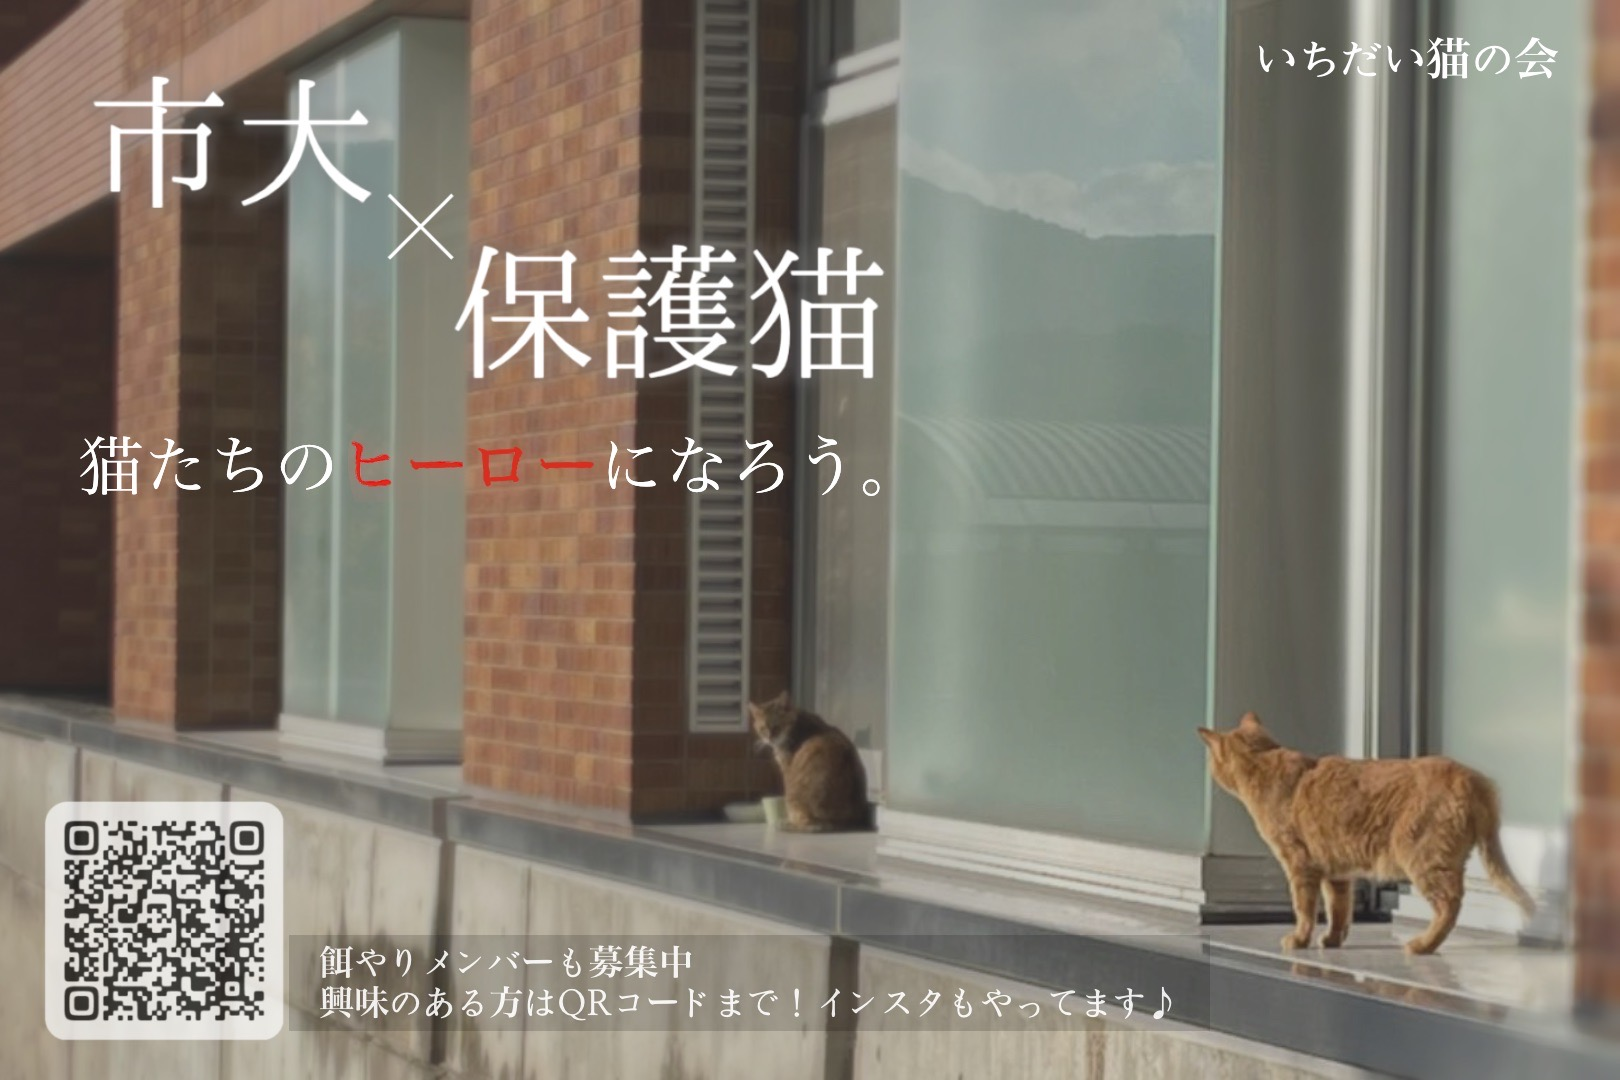 いちだい猫の会
市大
×
保護猫
猫たちのヒーローになろう。
餌やりメンバーも募集中
興味のある方はQRコードまで！インスタもやってます♪